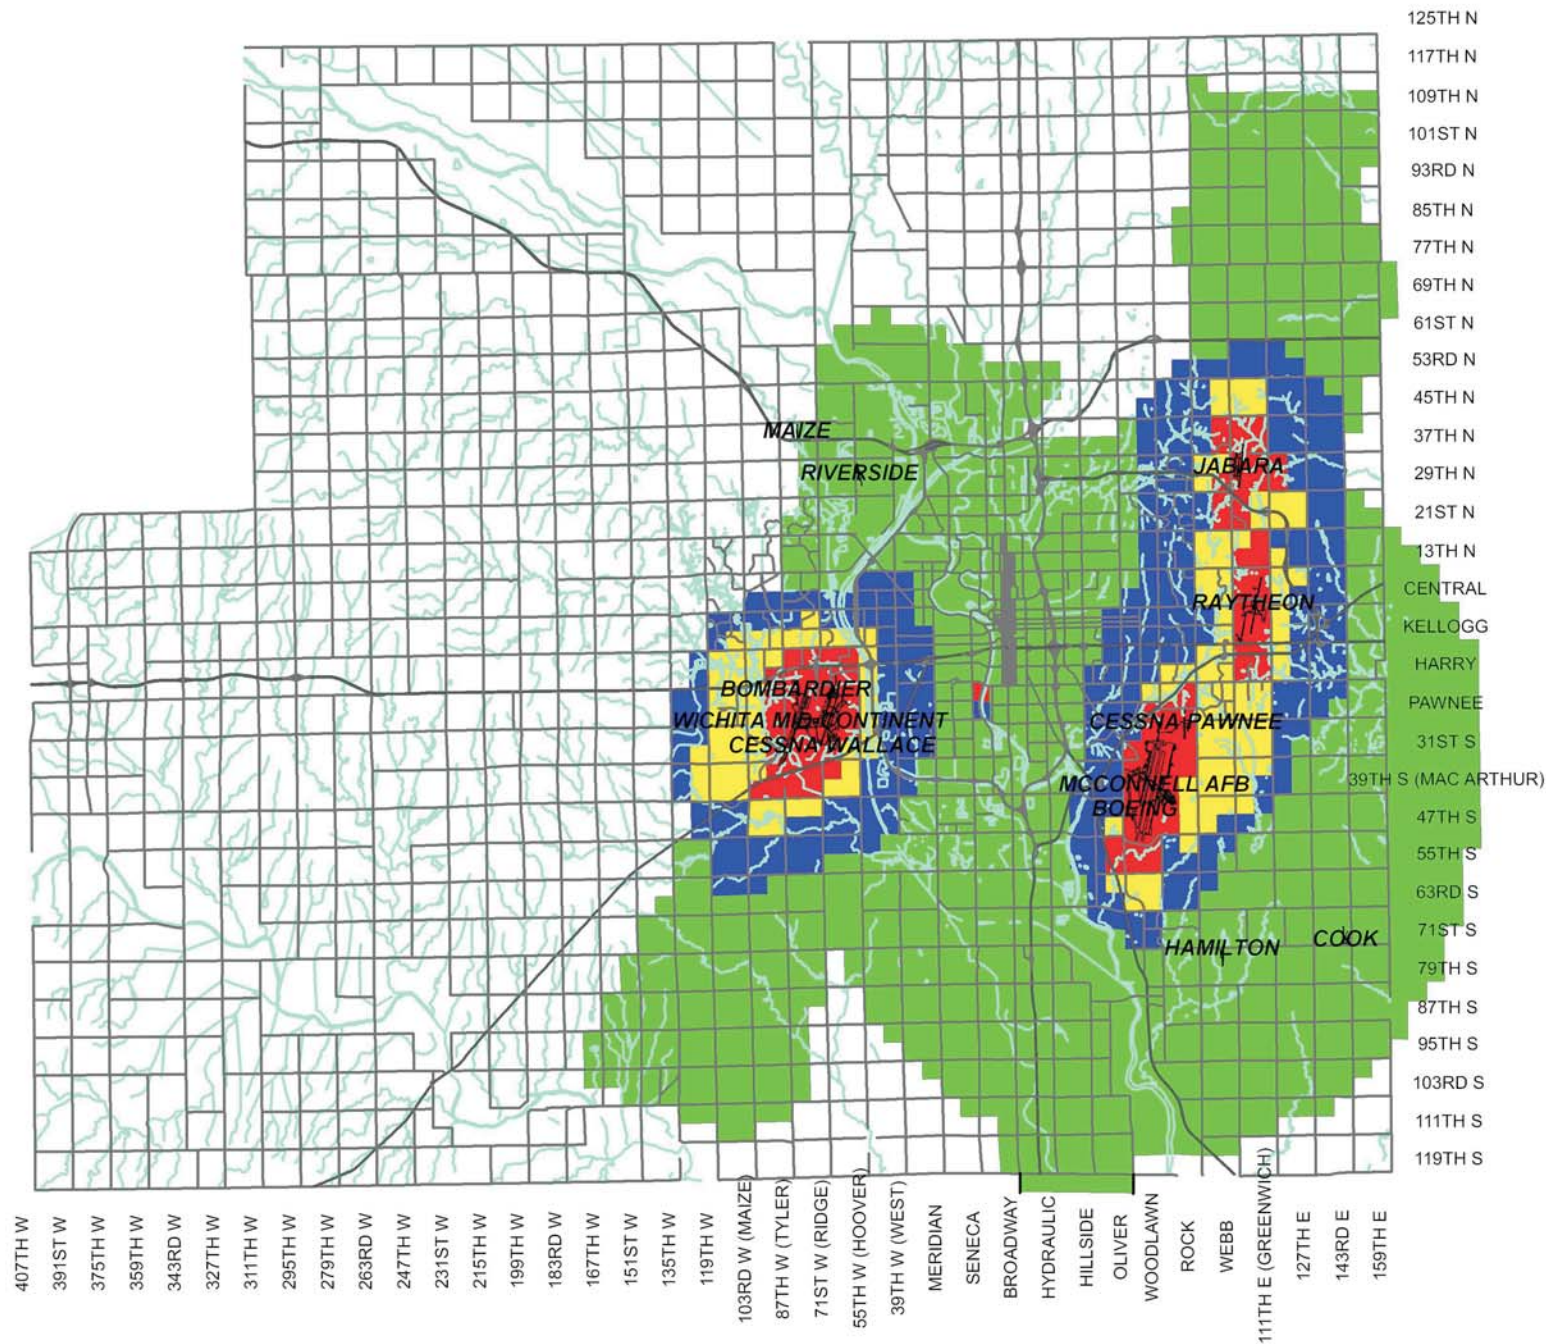 125TH N
117TH N
109TH N
101ST N
93RD N
85TH N
77TH N
69TH N
61ST N
53RD N
45TH N
37TH N
29TH N
21ST N
13TH N
CENTRAL
KELLOGG
HARRY
PAWNEE
31ST S
39TH S (MAC ARTHUR)
47TH S
55TH S
63RD S
71ST S
79TH S
87TH S
95TH S
103RD S
111TH S
119TH S
MAIZE
RIVERSIDE
JABARA
RAYTHEON
BOMBARDIER
WICHITA MID-CONTINENT
CESSNA WALLACE
CESSNA PAWNEE
MCCONNELL AFB
BOEING
HAMILTON
COOK
407TH W
391ST W
375TH W
359TH W
343RD W
327TH W
311TH W
295TH W
279TH W
263RD W
247TH W
231ST W
215TH W
199TH W
183RD W
167TH W
151ST W
135TH W
119TH W
103RD W (MAIZE)
87TH W (TYLER)
71ST W (RIDGE)
55TH W (HOOVER)
39TH W (WEST)
MERIDIAN
SENECA
BROADWAY
HYDRAULIC
HILLSIDE
OLIVER
WOODLAWN
ROCK
WEBB
111TH E (GREENWICH)
127TH E
143RD E
159TH E